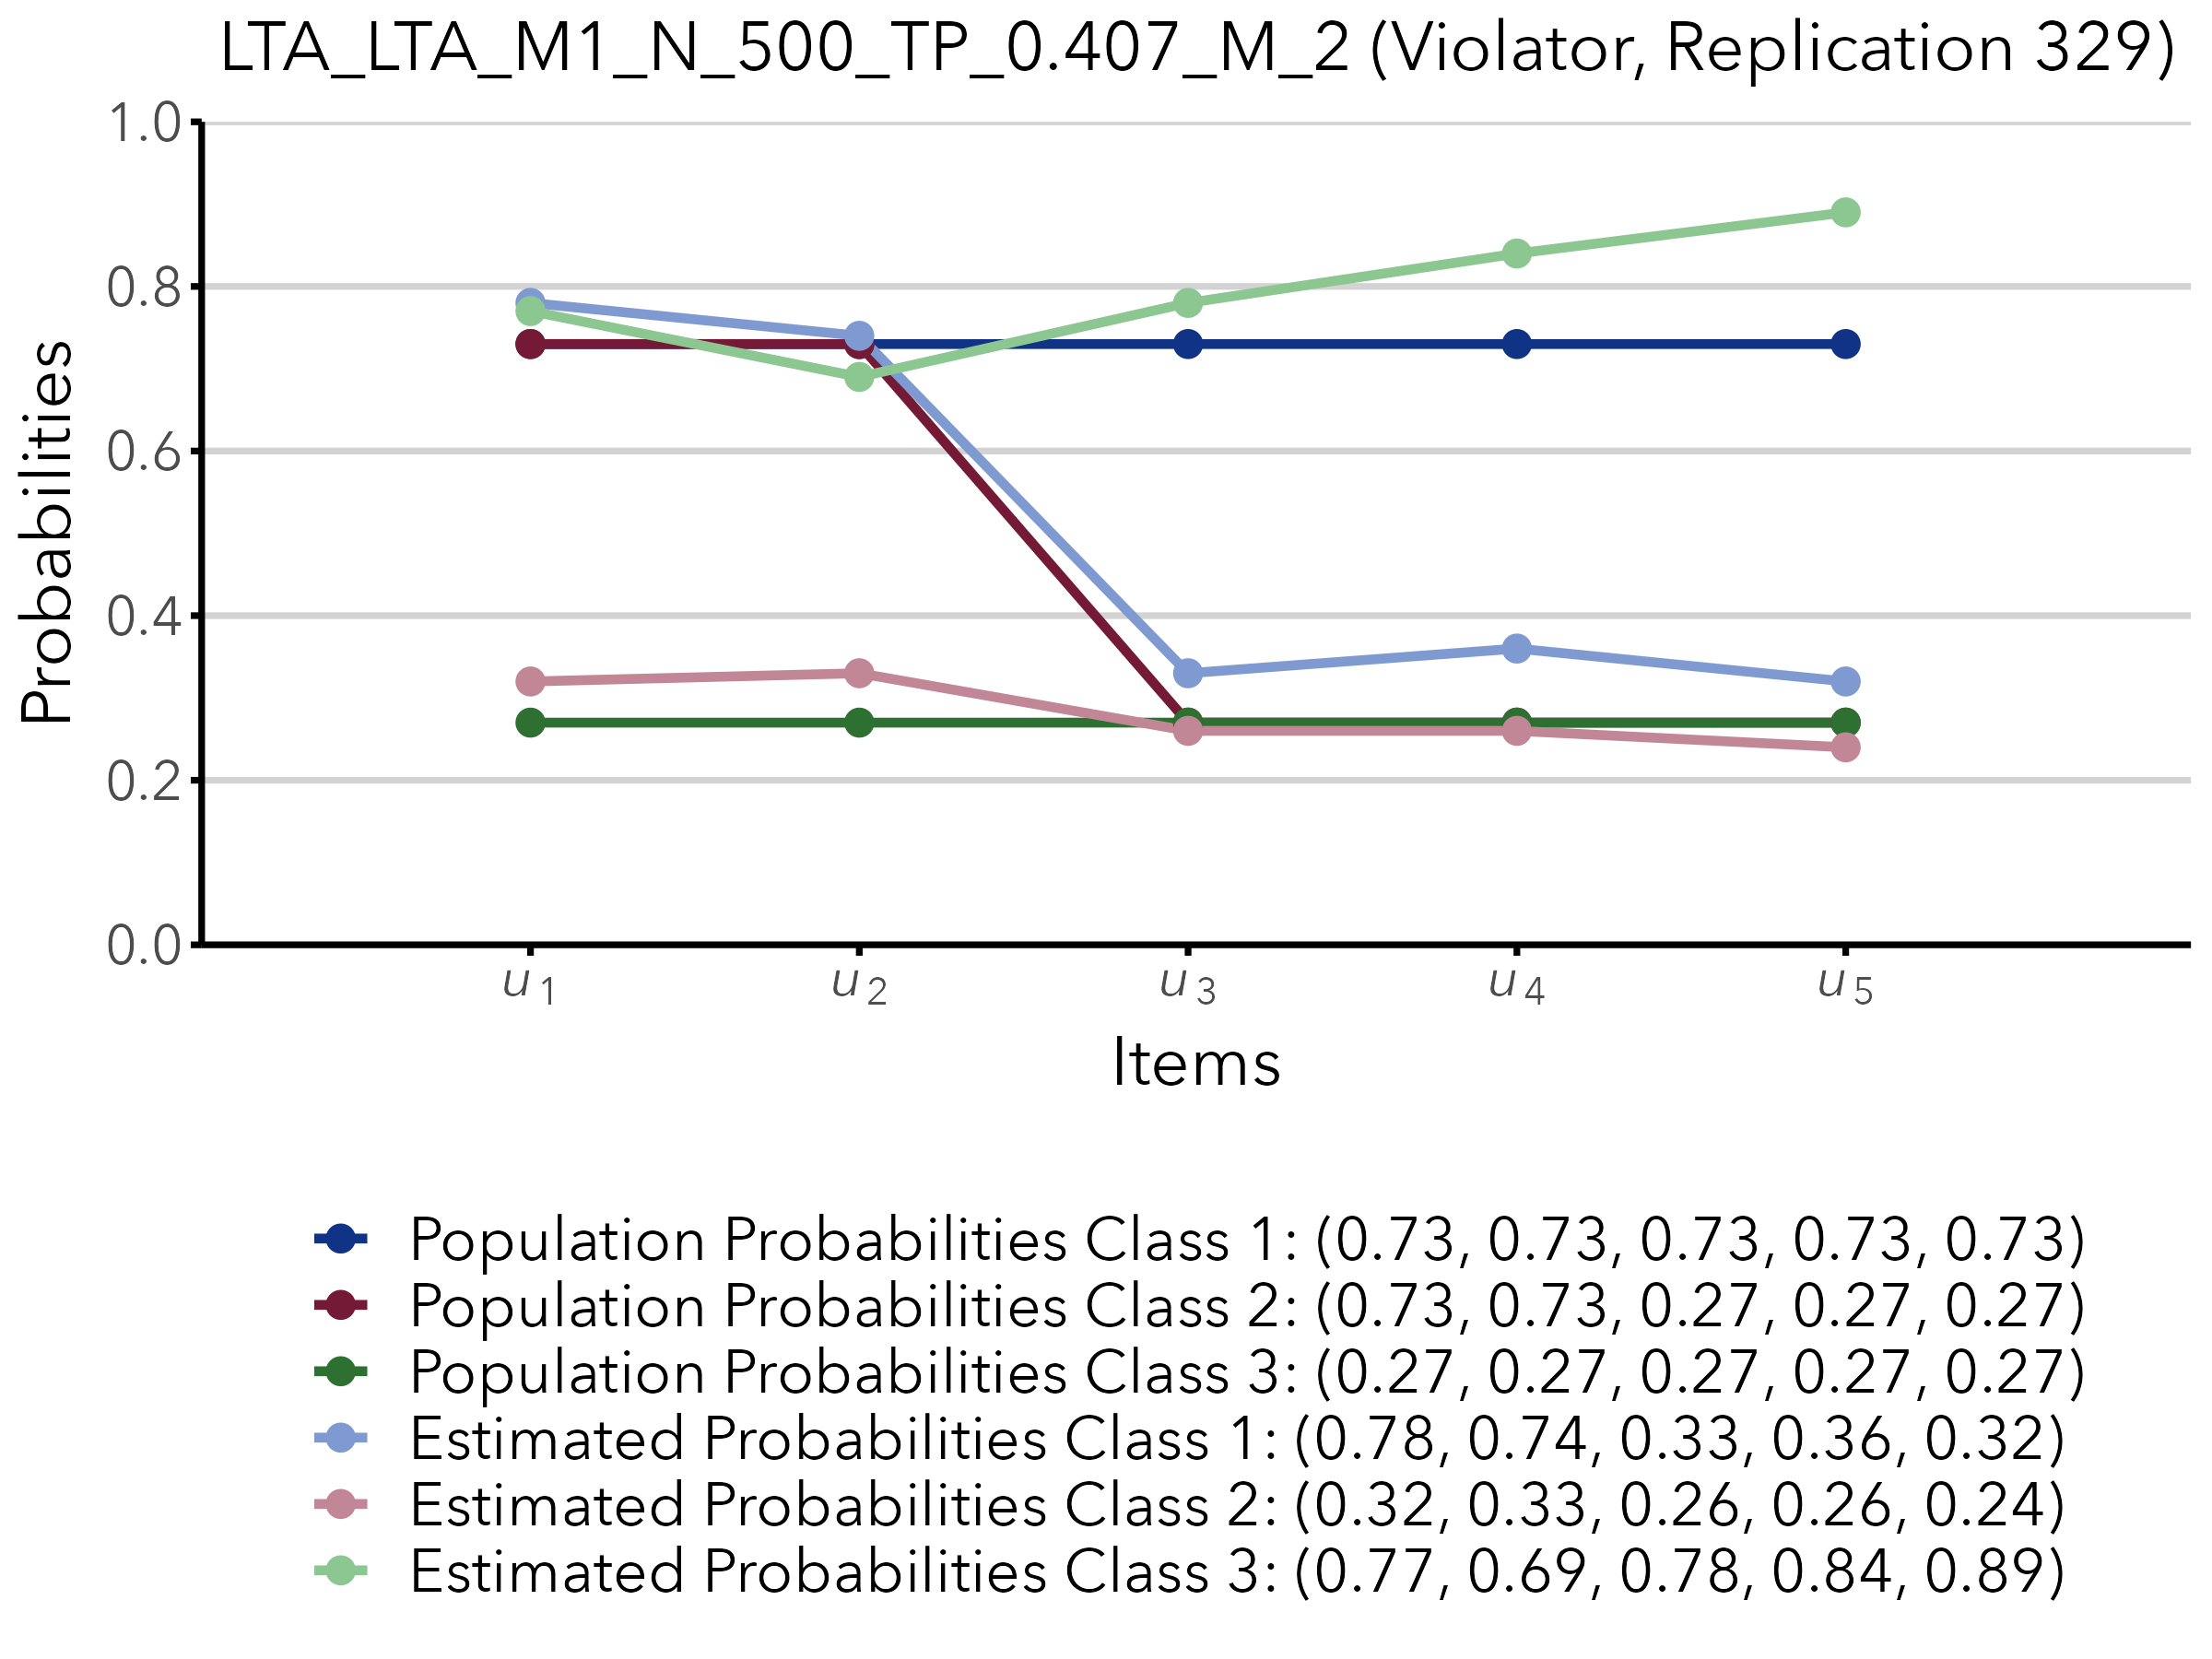 LTA_LTA_M1_N_500_TP_0.407_M_2 (Violator, Replication 329)
Probabilities
1.0
0.8
0.6
0.4
0.2
0.0
u1 u2 u3 u4 u5
Items
Population Probabilities Class 1: (0.73, 0.73, 0.73, 0.73, 0.73)
Population Probabilities Class 2: (0.73, 0.73, 0.27, 0.27, 0.27)
Population Probabilities Class 3: (0.27, 0.27, 0.27, 0.27, 0.27)
Estimated Probabilities Class 1: (0.78, 0.74, 0.33, 0.36, 0.32)
Estimated Probabilities Class 2: (0.32, 0.33, 0.26, 0.26, 0.24)
Estimated Probabilities Class 3: (0.77, 0.69, 0.78, 0.84, 0.89)